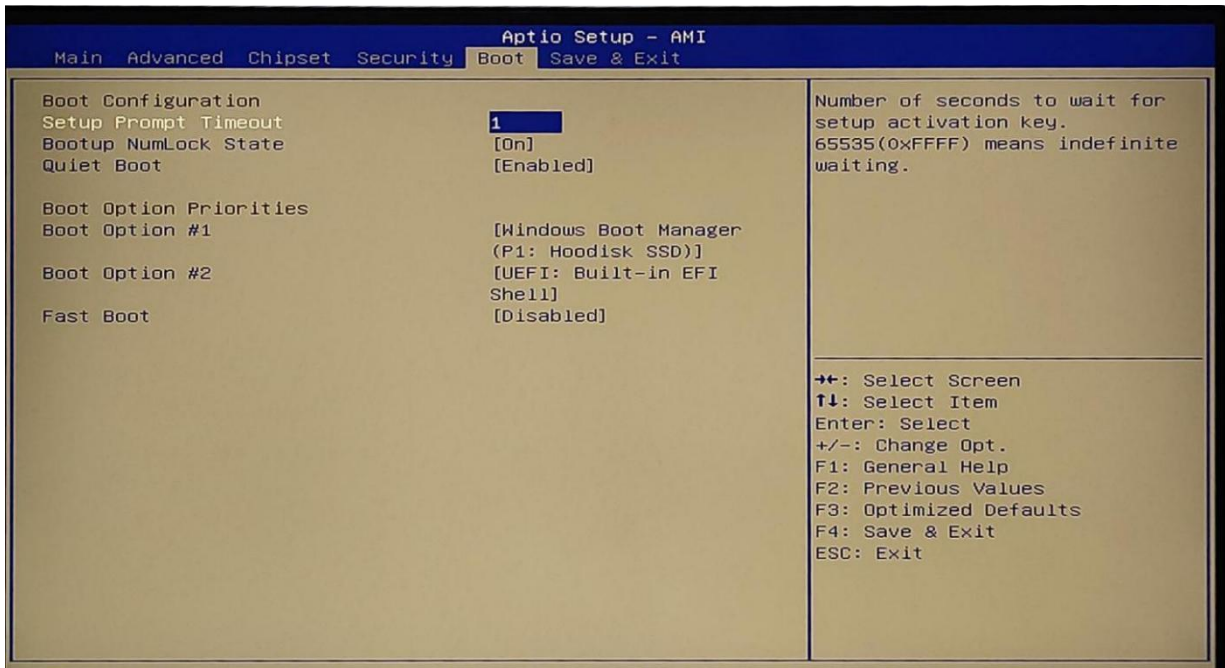 Aptio Setup – AMI
Main Advanced Chipset Security Boot Save & Exit
Boot Configuration
Setup Prompt Timeout 1
Bootup NumLock State [On]
Quiet Boot [Enabled]
Boot Option Priorities
Boot Option #1 [Windows Boot Manager
(P1: Hoodisk SSD)]
Boot Option #2 [UEFI: Built-in EFI
Shell]
Fast Boot [Disabled]
Number of seconds to wait for
setup activation key.
65535(0xFFFF) means indefinite
waiting.
→←: Select Screen
↑↓: Select Item
Enter: Select
+/-: Change Opt.
F1: General Help
F2: Previous Values
F3: Optimized Defaults
F4: Save & Exit
ESC: Exit